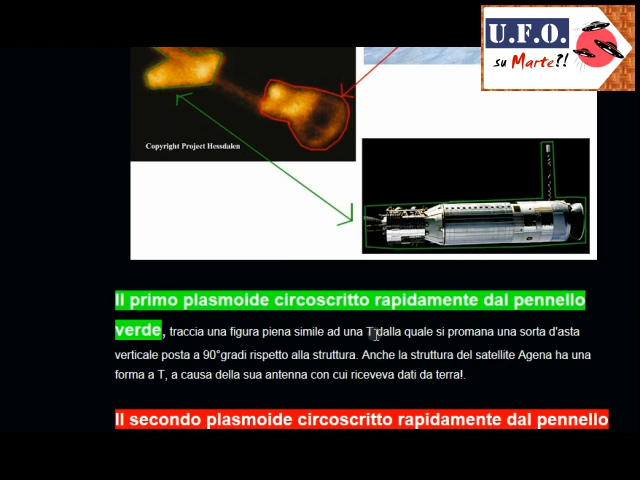 U.F.O.
su Marte?!
Copyright Project Hessdalen
Il primo plasmoide circoscritto rapidamente dal pennello
verde, traccia una figura piena simile ad una T dalla quale si promana una sorta d'asta
verticale posta a 90°gradi rispetto alla struttura. Anche la struttura del satellite Agena ha una
forma a T, a causa della sua antenna con cui riceveva dati da terra!.
Il secondo plasmoide circoscritto rapidamente dal pennello